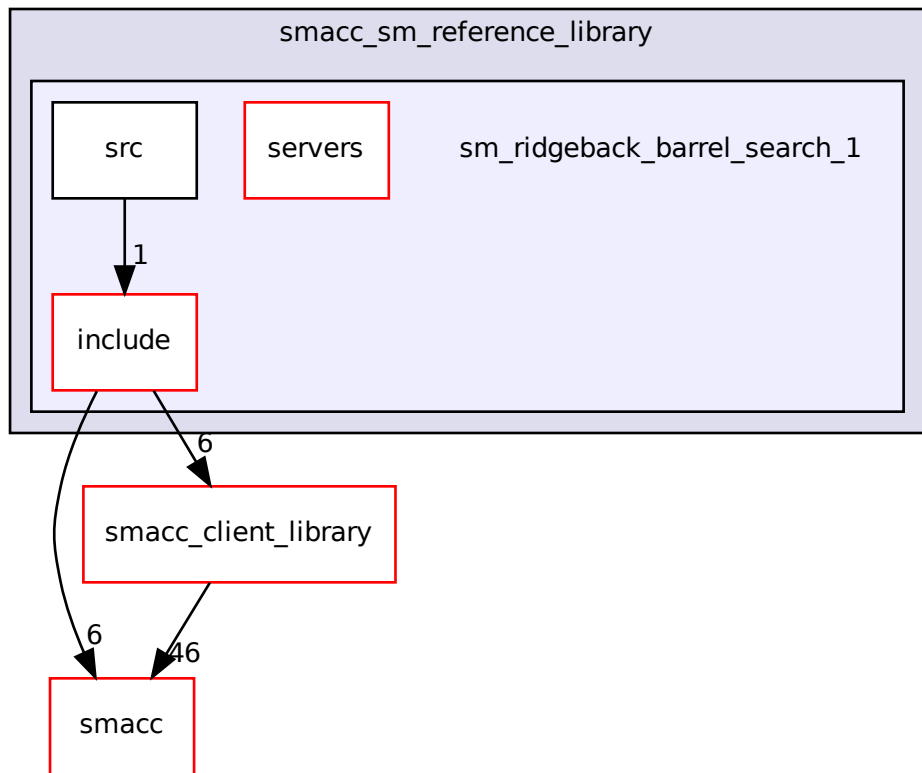 smacc_sm_reference_library
src
servers
sm_ridgeback_barrel_search_1
1
include
6
smacc_client_library
6
46
smacc